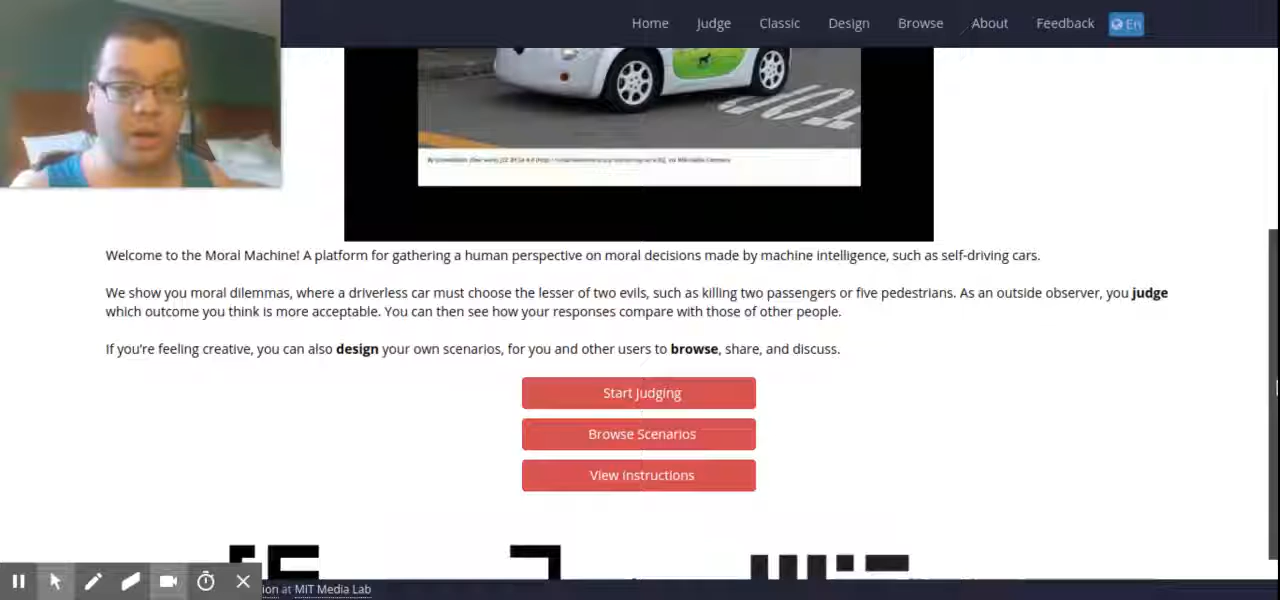 Home Judge Classic Design Browse About Feedback En
Welcome to the Moral Machine! A platform for gathering a human perspective on moral decisions made by machine intelligence, such as self-driving cars.
We show you moral dilemmas, where a driverless car must choose the lesser of two evils, such as killing two passengers or five pedestrians. As an outside observer, you judge
which outcome you think is more acceptable. You can then see how your responses compare with those of other people.
If you're feeling creative, you can also design your own scenarios, for you and other users to browse, share, and discuss.
Start Judging
Browse Scenarios
View Instructions
ion at MIT Media Lab